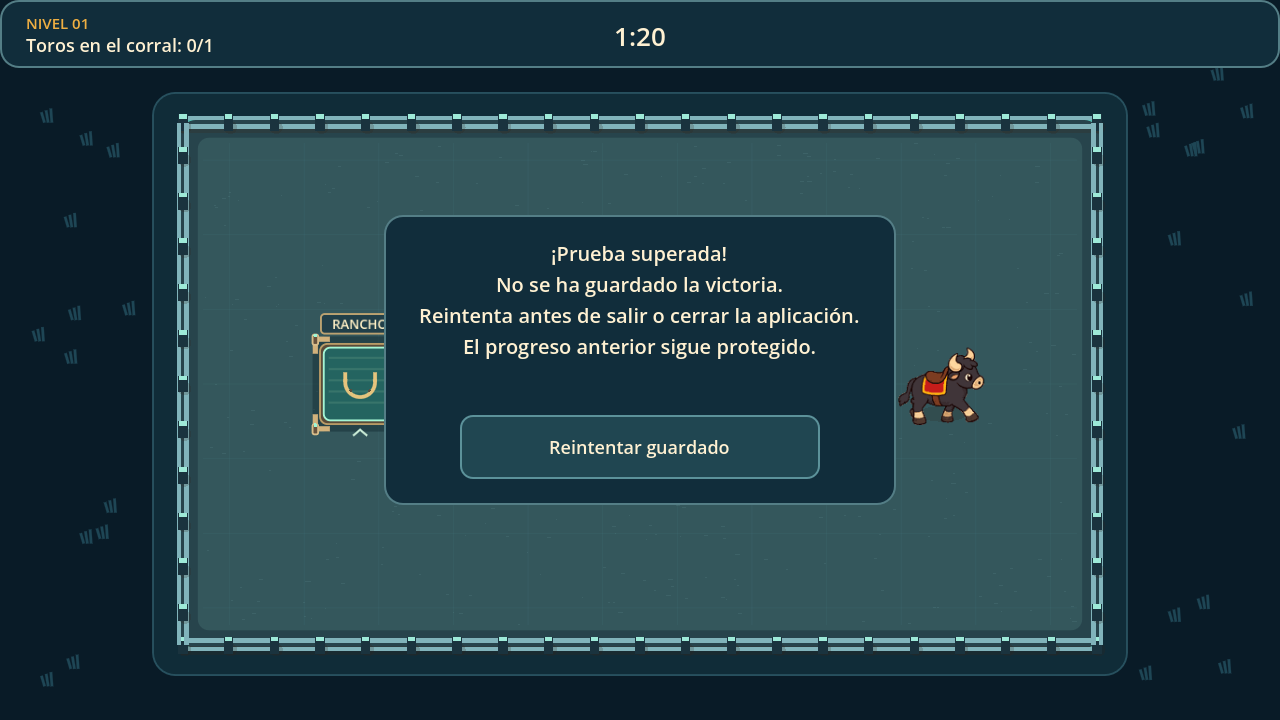 NIVEL 01
Toros en el corral: 0/1
1:20
¡Prueba superada!
No se ha guardado la victoria.
Reintenta antes de salir o cerrar la aplicación.
El progreso anterior sigue protegido.
RANCHO
Reintentar guardado